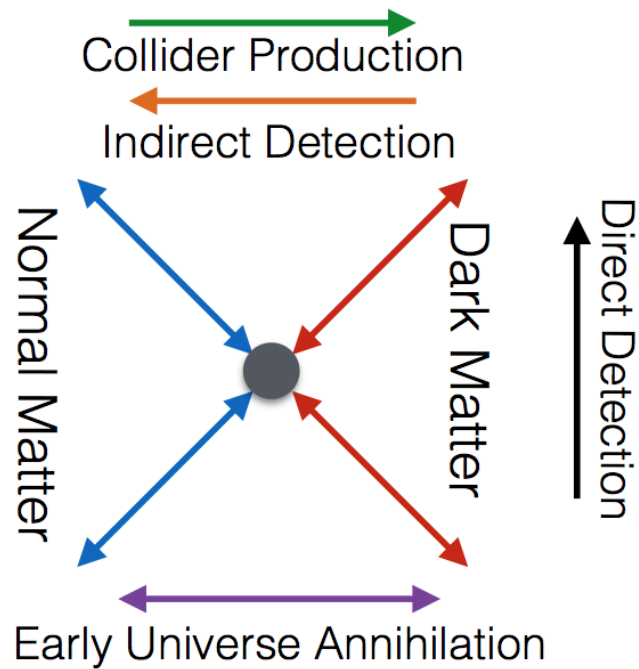 Collider Production
Indirect Detection
Normal Matter
Dark Matter
Direct Detection
Early Universe Annihilation